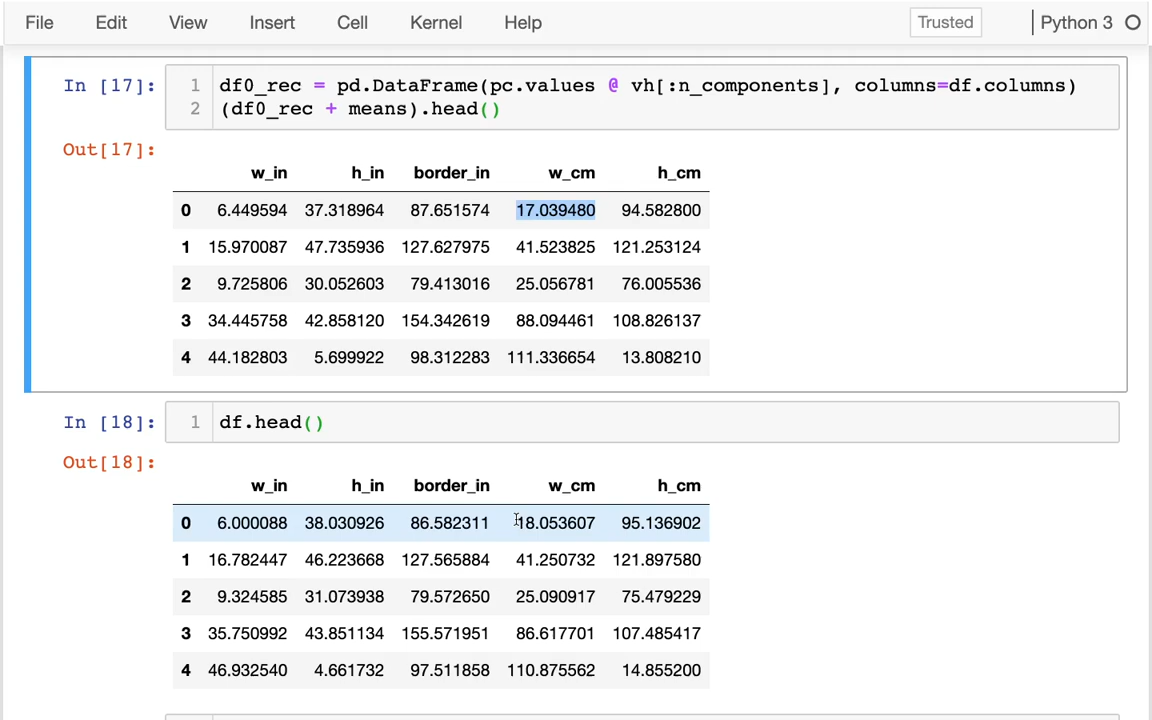 File Edit View Insert Cell Kernel Help Trusted Python 3
In [17]: 1 df0_rec = pd.DataFrame(pc.values @ vh[:n_components], columns=df.columns)
2 (df0_rec + means).head()
Out[17]:
w_in h_in border_in w_cm h_cm
0 6.449594 37.318964 87.651574 17.039480 94.582800
1 15.970087 47.735936 127.627975 41.523825 121.253124
2 9.725806 30.052603 79.413016 25.056781 76.005536
3 34.445758 42.858120 154.342619 88.094461 108.826137
4 44.182803 5.699922 98.312283 111.336654 13.808210
In [18]: 1 df.head()
Out[18]:
w_in h_in border_in w_cm h_cm
0 6.000088 38.030926 86.582311 18.053607 95.136902
1 16.782447 46.223668 127.565884 41.250732 121.897580
2 9.324585 31.073938 79.572650 25.090917 75.479229
3 35.750992 43.851134 155.571951 86.617701 107.485417
4 46.932540 4.661732 97.511858 110.875562 14.855200